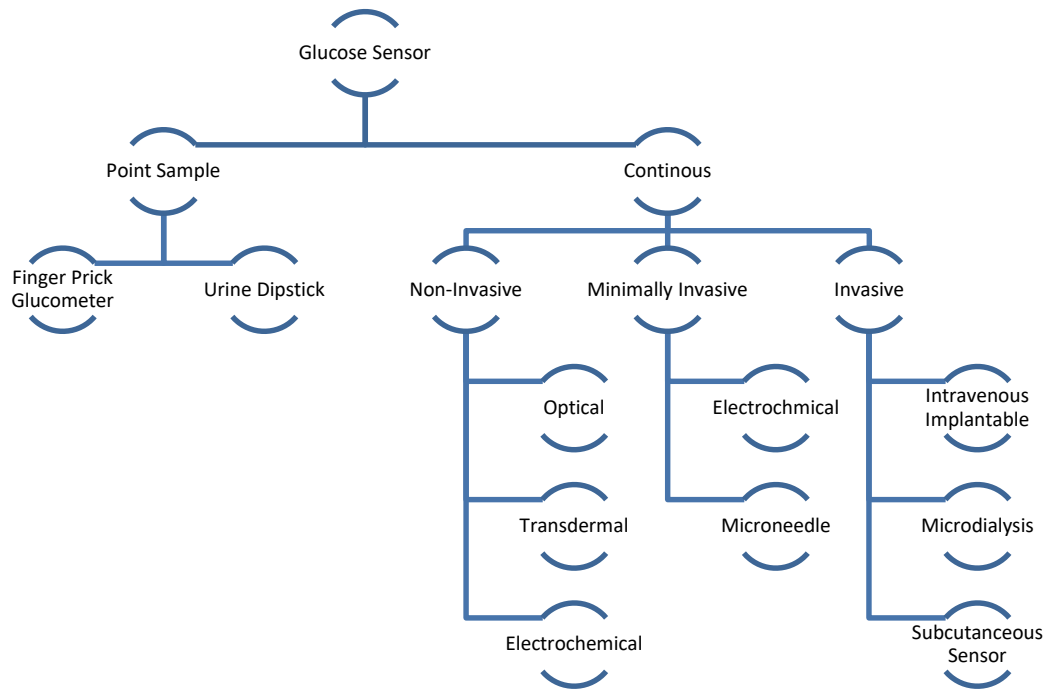 Glucose Sensor
Point Sample
Continous
Finger Prick
Glucometer
Urine Dipstick
Non-Invasive
Minimally Invasive
Invasive
Optical
Electrochmical
Intravenous
Implantable
Transdermal
Microneedle
Microdialysis
Electrochemical
Subcutanceous
Sensor